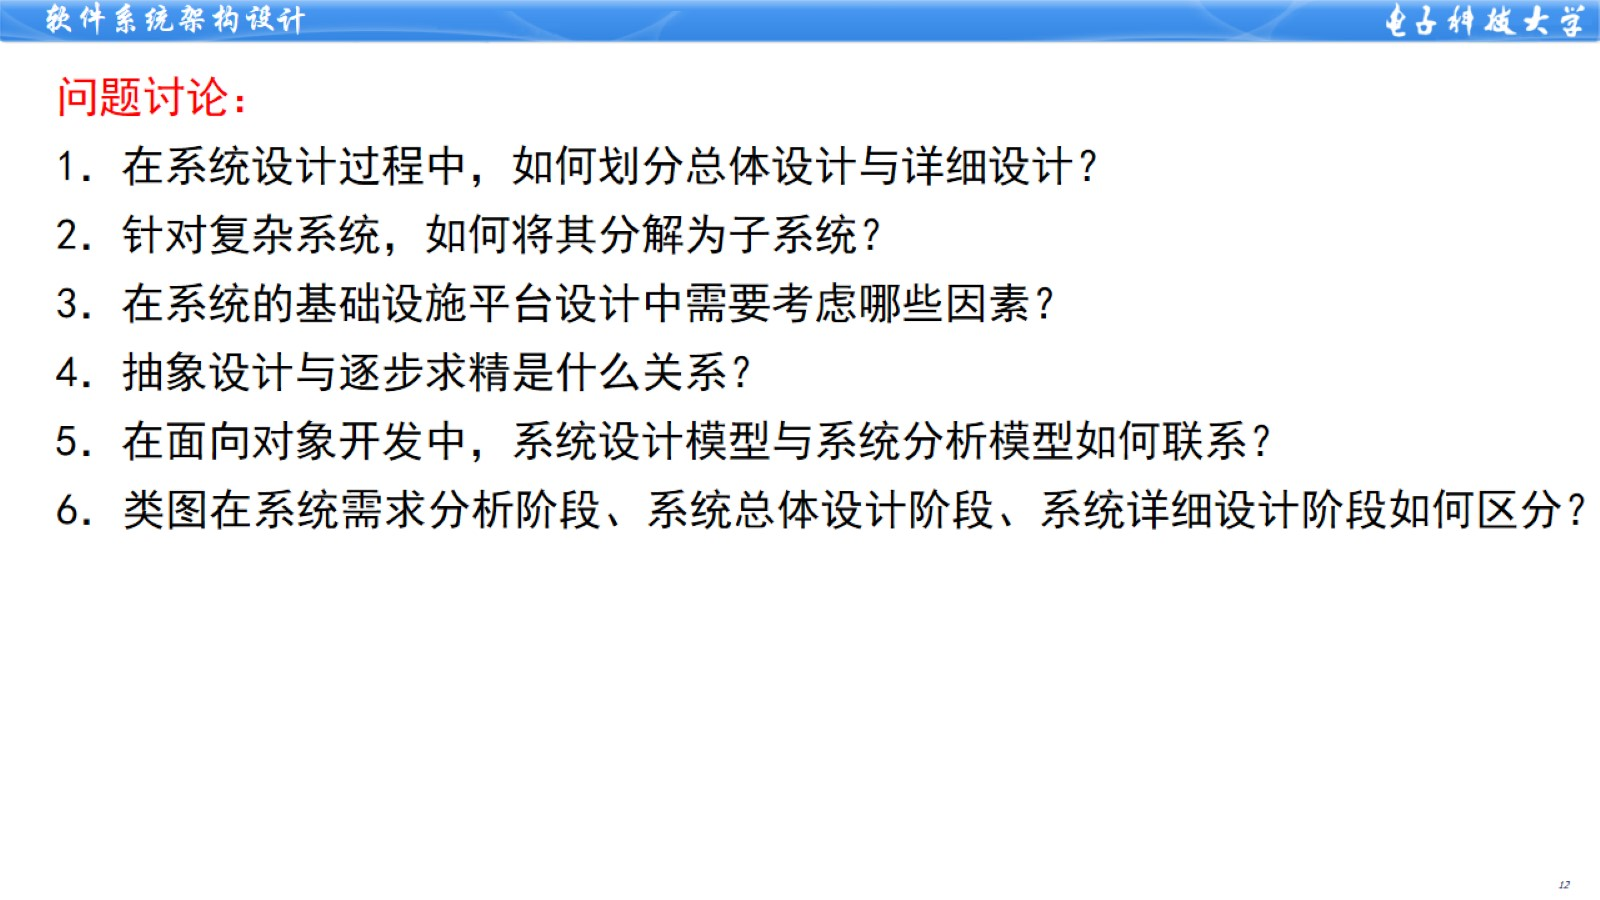 软件系统架构设计
电子科技大学
问题讨论：
1. 在系统设计过程中，如何划分总体设计与详细设计？
2. 针对复杂系统，如何将其分解为子系统？
3. 在系统的基础设施平台设计中需要考虑哪些因素？
4. 抽象设计与逐步求精是什么关系？
5. 在面向对象开发中，系统设计模型与系统分析模型如何联系？
6. 类图在系统需求分析阶段、系统总体设计阶段、系统详细设计阶段如何区分？
12